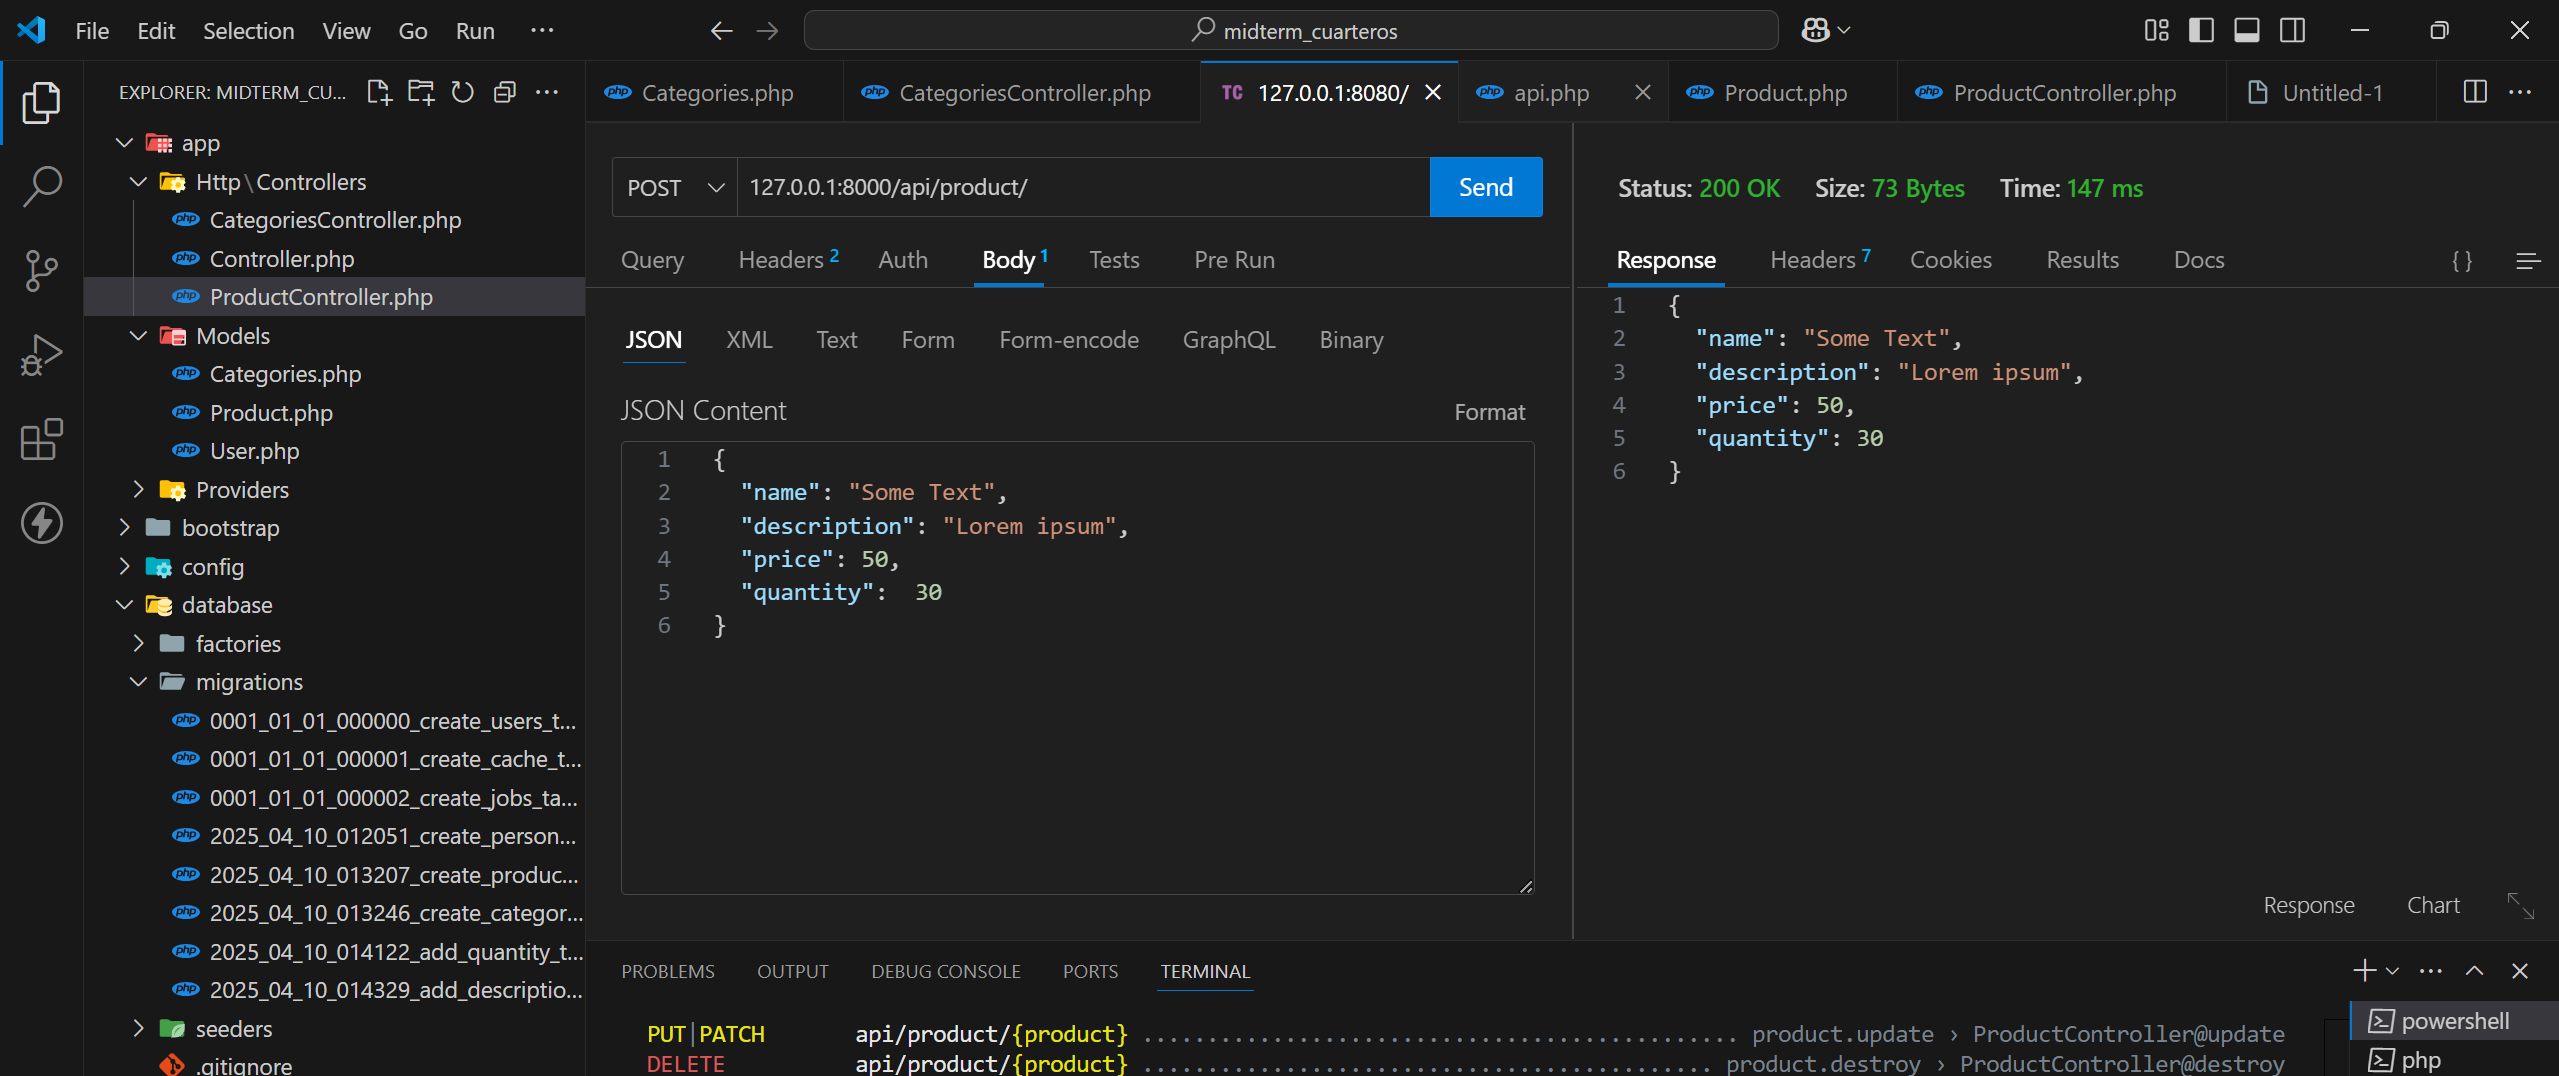 File Edit Selection View Go Run ···
midterm_cuarteros
EXPLORER: MIDTERM_CU...
app
Http\Controllers
CategoriesController.php
Controller.php
ProductController.php
Models
Categories.php
Product.php
User.php
Providers
bootstrap
config
database
factories
migrations
0001_01_01_000000_create_users_t...
0001_01_01_000001_create_cache_t...
0001_01_01_000002_create_jobs_ta...
2025_04_10_012051_create_person...
2025_04_10_013207_create_produc...
2025_04_10_013246_create_categor...
2025_04_10_014122_add_quantity_t...
2025_04_10_014329_add_descriptio...
seeders
.gitignore
php Categories.php php CategoriesController.php TC 127.0.0.1:8080/ php api.php php Product.php php ProductController.php Untitled-1
POST 127.0.0.1:8000/api/product/ Send
Query Headers 2 Auth Body 1 Tests Pre Run
JSON XML Text Form Form-encode GraphQL Binary
JSON Content Format
1 {
2 "name": "Some Text",
3 "description": "Lorem ipsum",
4 "price": 50,
5 "quantity":  30
6 }
Status: 200 OK Size: 73 Bytes Time: 147 ms
Response Headers 7 Cookies Results Docs {}
1 {
2 "name": "Some Text",
3 "description": "Lorem ipsum",
4 "price": 50,
5 "quantity": 30
6 }
Response Chart
PROBLEMS OUTPUT DEBUG CONSOLE PORTS TERMINAL
PUT|PATCH api/product/{product} .............................................. product.update › ProductController@update
DELETE api/product/{product} ............................................ product.destroy › ProductController@destroy
powershell
php